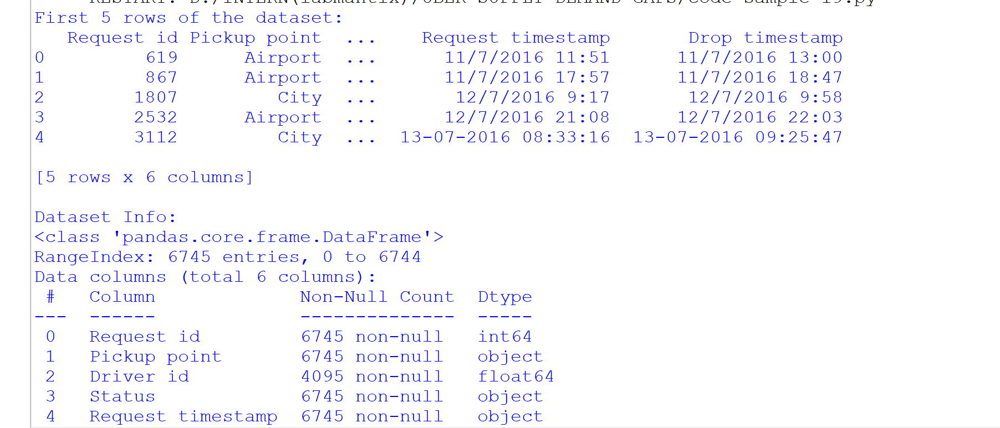 First 5 rows of the dataset:
   Request id Pickup point  ...    Request timestamp       Drop timestamp
0         619      Airport  ...      11/7/2016 11:51      11/7/2016 13:00
1         867      Airport  ...      11/7/2016 17:57      11/7/2016 18:47
2        1807         City  ...       12/7/2016 9:17       12/7/2016 9:58
3        2532      Airport  ...      12/7/2016 21:08      12/7/2016 22:03
4        3112         City  ...  13-07-2016 08:33:16  13-07-2016 09:25:47
[5 rows x 6 columns]
Dataset Info:
<class 'pandas.core.frame.DataFrame'>
RangeIndex: 6745 entries, 0 to 6744
Data columns (total 6 columns):
 #   Column             Non-Null Count  Dtype
---  ------             --------------  -----
 0   Request id         6745 non-null   int64
 1   Pickup point       6745 non-null   object
 2   Driver id          4095 non-null   float64
 3   Status             6745 non-null   object
 4   Request timestamp  6745 non-null   object